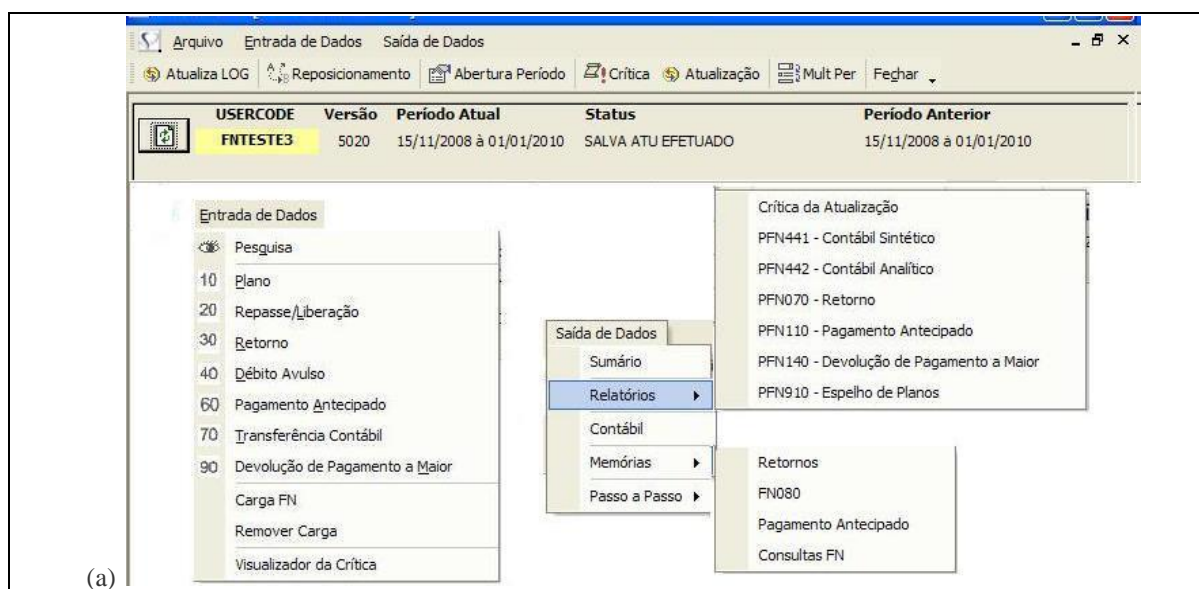 Arquivo Entrada de Dados Saída de Dados
Atualiza LOG Reposicionamento Abertura Período Crítica Atualização Mult Per Fechar
USERCODE Versão Período Atual Status Período Anterior
FNTESTE3 5020 15/11/2008 à 01/01/2010 SALVA ATU EFETUADO 15/11/2008 à 01/01/2010
Entrada de Dados
Pesquisa
10 Plano
20 Repasse/Liberação
30 Retorno
40 Débito Avulso
60 Pagamento Antecipado
70 Transferência Contábil
90 Devolução de Pagamento a Maior
Carga FN
Remover Carga
Visualizador da Crítica
Saída de Dados
Sumário
Relatórios
Contábil
Memórias
Passo a Passo
Crítica da Atualização
PFN441 - Contábil Sintético
PFN442 - Contábil Analítico
PFN070 - Retorno
PFN110 - Pagamento Antecipado
PFN140 - Devolução de Pagamento a Maior
PFN910 - Espelho de Planos
Retornos
FN080
Pagamento Antecipado
Consultas FN
(a)